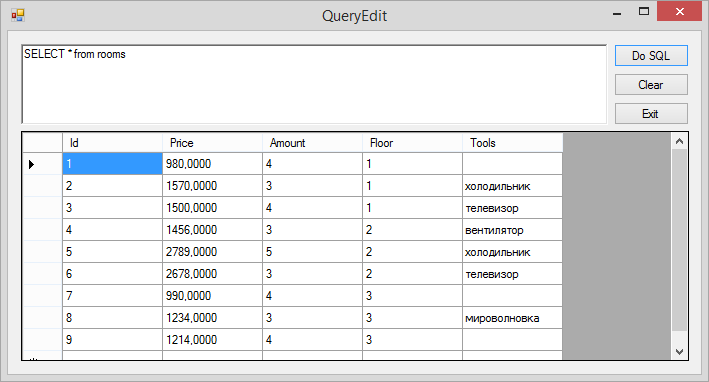 QueryEdit
SELECT * from rooms
Do SQL
Clear
Exit
Id Price Amount Floor Tools
1 980,0000 4 1
2 1570,0000 3 1 холодильник
3 1500,0000 4 1 телевизор
4 1456,0000 3 2 вентилятор
5 2789,0000 5 2 холодильник
6 2678,0000 3 2 телевизор
7 990,0000 4 3
8 1234,0000 3 3 мироволновка
9 1214,0000 4 3